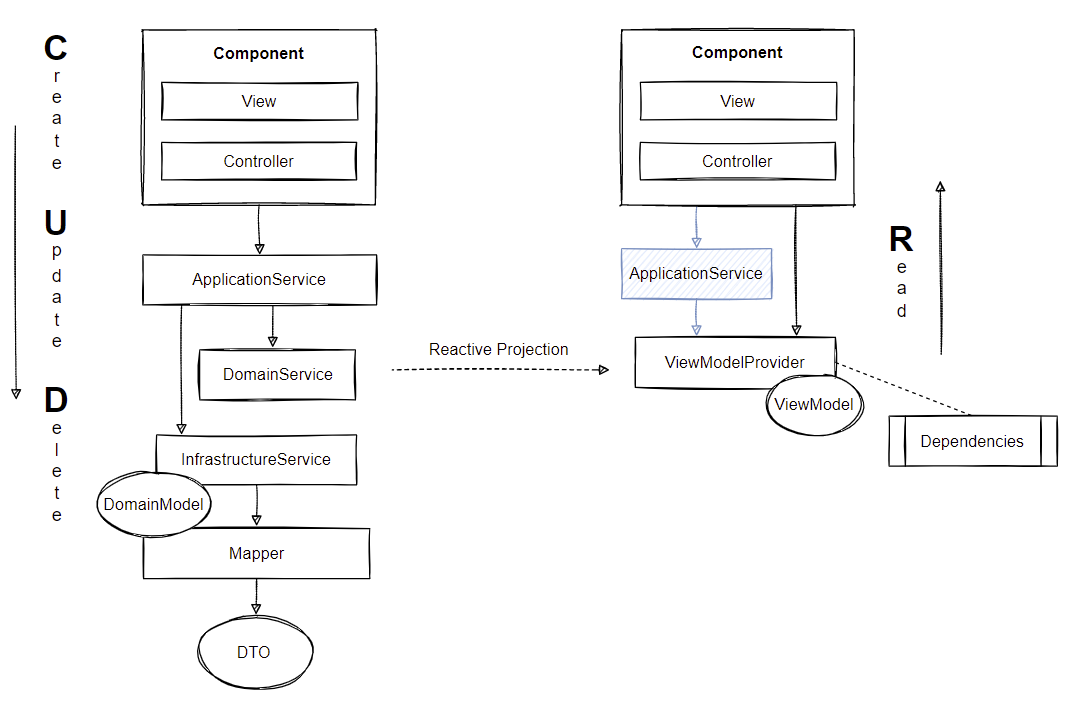 Create
Update
Delete
Component
View
Controller
ApplicationService
DomainService
InfrastructureService
DomainModel
Mapper
DTO
Reactive Projection
Component
View
Controller
ApplicationService
ViewModelProvider
ViewModel
Dependencies
Read